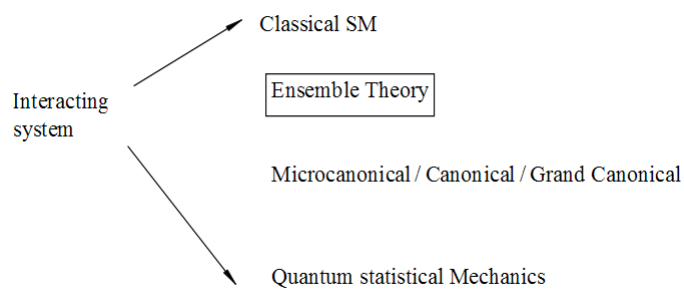 Classical SM
Ensemble Theory
Interacting
system
Microcanonical / Canonical / Grand Canonical
Quantum statistical Mechanics